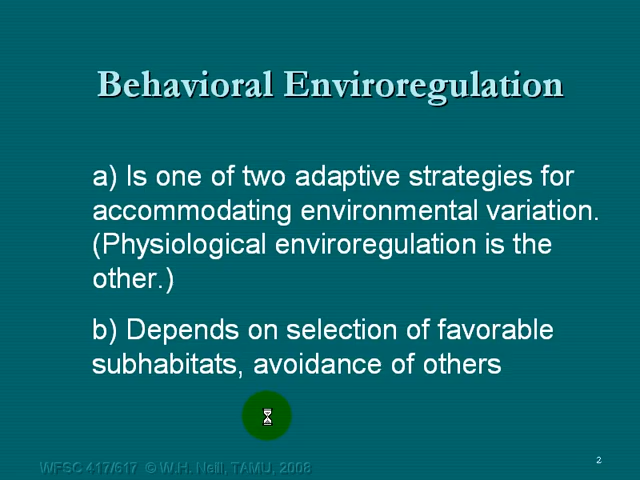 Behavioral Enviroregulation
a) Is one of two adaptive strategies for
accommodating environmental variation.
(Physiological enviroregulation is the
other.)
b) Depends on selection of favorable
subhabitats, avoidance of others
WFSC 417/617 © W.H. Neill, TAMU, 2008
2